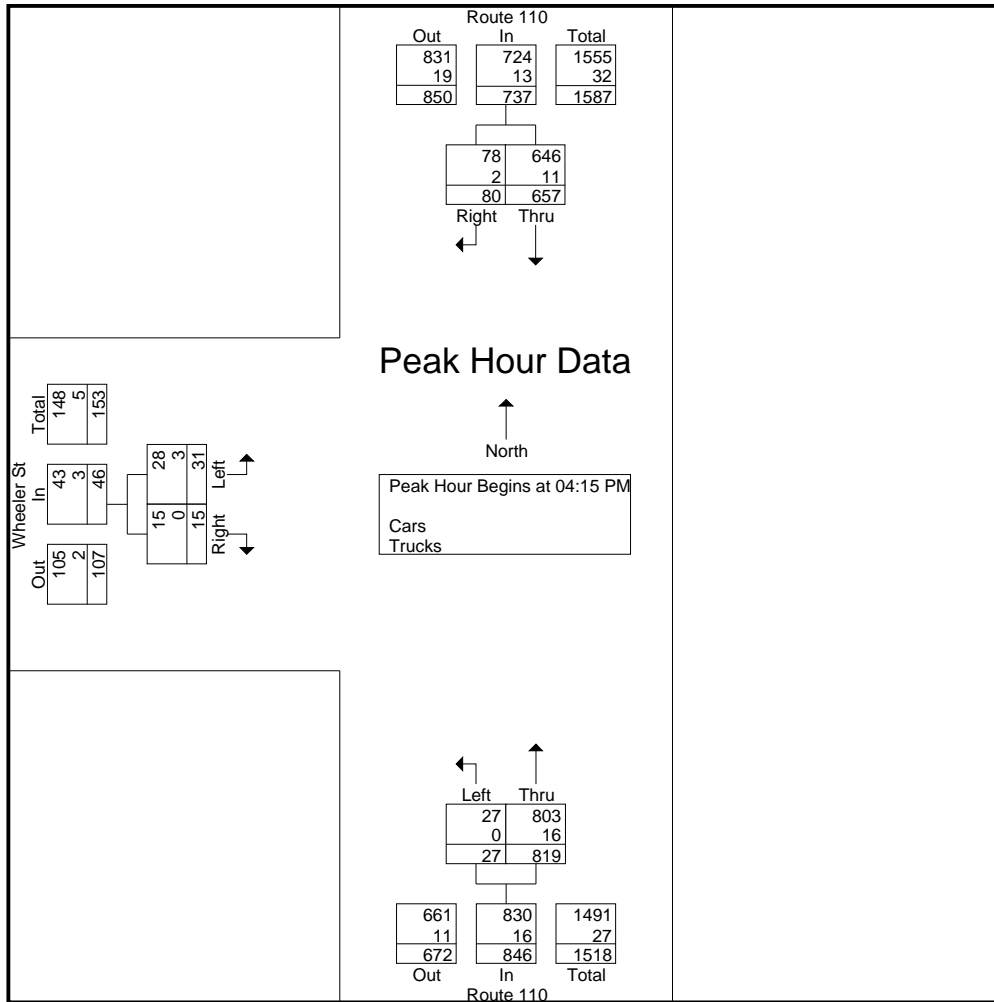 Route 110
Out In Total
831 724 1555
19 13 32
850 737 1587
78 646
2 11
80 657
Right Thru
Peak Hour Data
North
Peak Hour Begins at 04:15 PM
Cars
Trucks
Wheeler St
Total
148
5
153
In
43
3
46
Out
105
2
107
28
3
31
Left
15
0
15
Right
Left Thru
27 803
0 16
27 819
661 830 1491
11 16 27
672 846 1518
Out In Total
Route 110